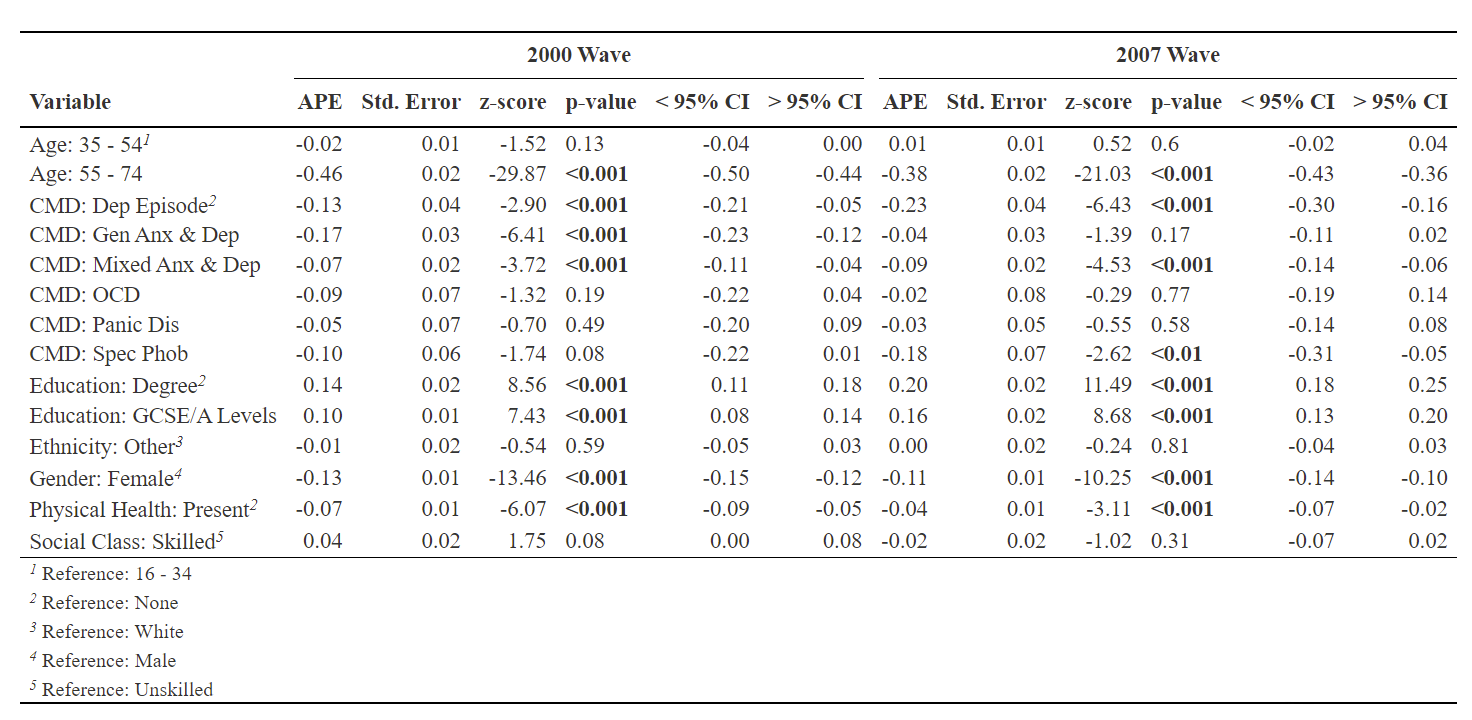 2000 Wave 2007 Wave
Variable APE Std. Error z-score p-value < 95% CI > 95% CI APE Std. Error z-score p-value < 95% CI > 95% CI
Age: 35 - 54¹ -0.02 0.01 -1.52 0.13 -0.04 0.00 0.01 0.01 0.52 0.6 -0.02 0.04
Age: 55 - 74 -0.46 0.02 -29.87 <0.001 -0.50 -0.44 -0.38 0.02 -21.03 <0.001 -0.43 -0.36
CMD: Dep Episode² -0.13 0.04 -2.90 <0.001 -0.21 -0.05 -0.23 0.04 -6.43 <0.001 -0.30 -0.16
CMD: Gen Anx & Dep -0.17 0.03 -6.41 <0.001 -0.23 -0.12 -0.04 0.03 -1.39 0.17 -0.11 0.02
CMD: Mixed Anx & Dep -0.07 0.02 -3.72 <0.001 -0.11 -0.04 -0.09 0.02 -4.53 <0.001 -0.14 -0.06
CMD: OCD -0.09 0.07 -1.32 0.19 -0.22 0.04 -0.02 0.08 -0.29 0.77 -0.19 0.14
CMD: Panic Dis -0.05 0.07 -0.70 0.49 -0.20 0.09 -0.03 0.05 -0.55 0.58 -0.14 0.08
CMD: Spec Phob -0.10 0.06 -1.74 0.08 -0.22 0.01 -0.18 0.07 -2.62 <0.01 -0.31 -0.05
Education: Degree² 0.14 0.02 8.56 <0.001 0.11 0.18 0.20 0.02 11.49 <0.001 0.18 0.25
Education: GCSE/A Levels 0.10 0.01 7.43 <0.001 0.08 0.14 0.16 0.02 8.68 <0.001 0.13 0.20
Ethnicity: Other³ -0.01 0.02 -0.54 0.59 -0.05 0.03 0.00 0.02 -0.24 0.81 -0.04 0.03
Gender: Female⁴ -0.13 0.01 -13.46 <0.001 -0.15 -0.12 -0.11 0.01 -10.25 <0.001 -0.14 -0.10
Physical Health: Present² -0.07 0.01 -6.07 <0.001 -0.09 -0.05 -0.04 0.01 -3.11 <0.001 -0.07 -0.02
Social Class: Skilled⁵ 0.04 0.02 1.75 0.08 0.00 0.08 -0.02 0.02 -1.02 0.31 -0.07 0.02
¹ Reference: 16 - 34
² Reference: None
³ Reference: White
⁴ Reference: Male
⁵ Reference: Unskilled